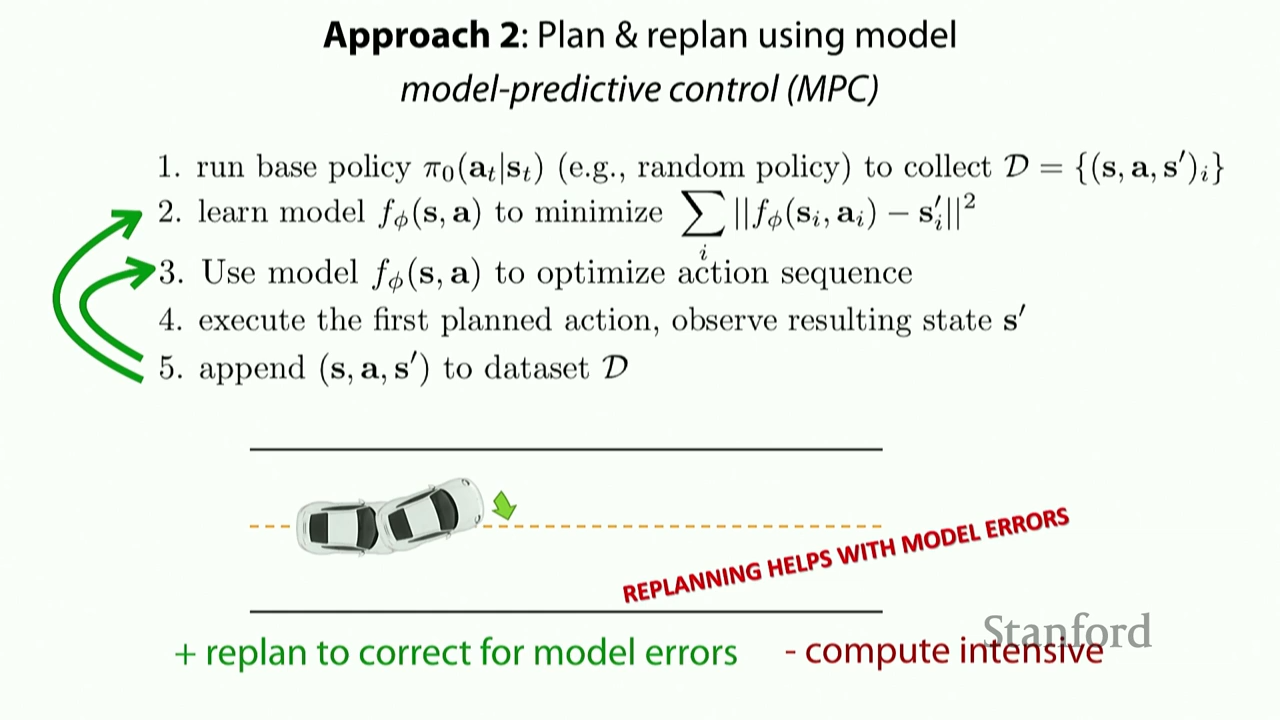 Approach 2: Plan & replan using model
model-predictive control (MPC)
1. run base policy π₀(aₜ|sₜ) (e.g., random policy) to collect 𝒟 = {(s, a, s′)ᵢ}
2. learn model f_ϕ(s, a) to minimize ∑ᵢ ||f_ϕ(sᵢ, aᵢ) − s′ᵢ||²
3. Use model f_ϕ(s, a) to optimize action sequence
4. execute the first planned action, observe resulting state s′
5. append (s, a, s′) to dataset 𝒟
REPLANNING HELPS WITH MODEL ERRORS
+ replan to correct for model errors
- compute intensive
Stanford